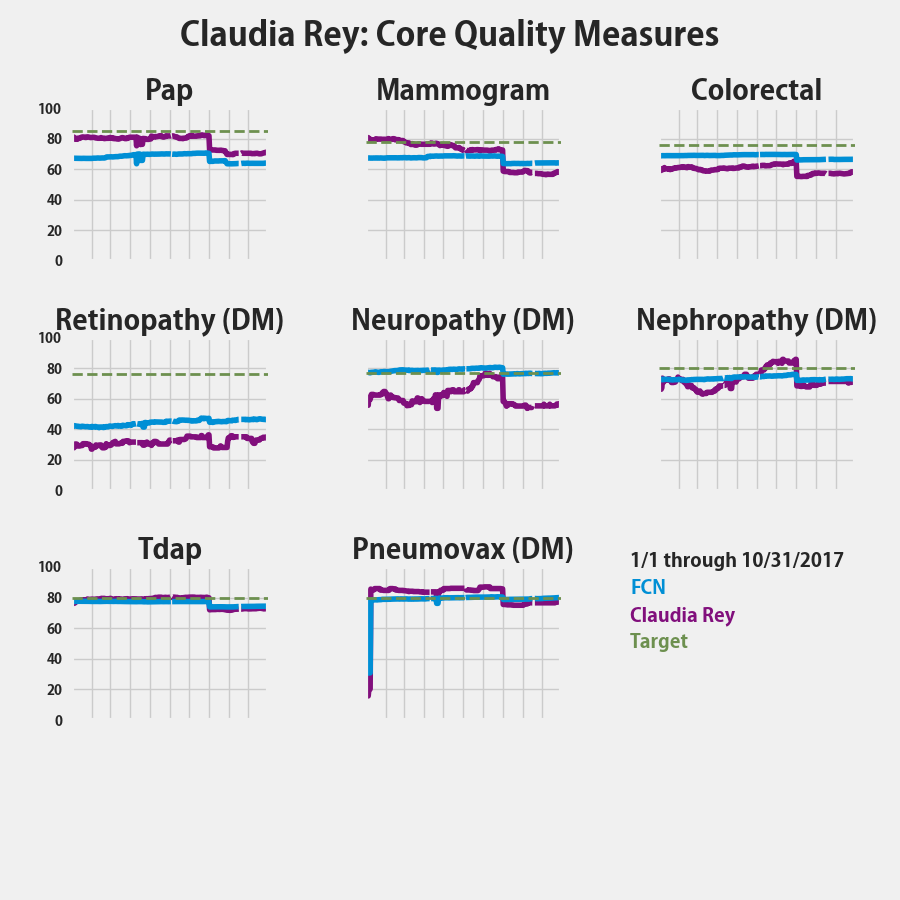 Claudia Rey: Core Quality Measures
Pap
Mammogram
Colorectal
100
80
60
40
20
0
Retinopathy (DM)
Neuropathy (DM)
Nephropathy (DM)
100
80
60
40
20
0
Tdap
Pneumovax (DM)
100
80
60
40
20
0
1/1 through 10/31/2017
FCN
Claudia Rey
Target